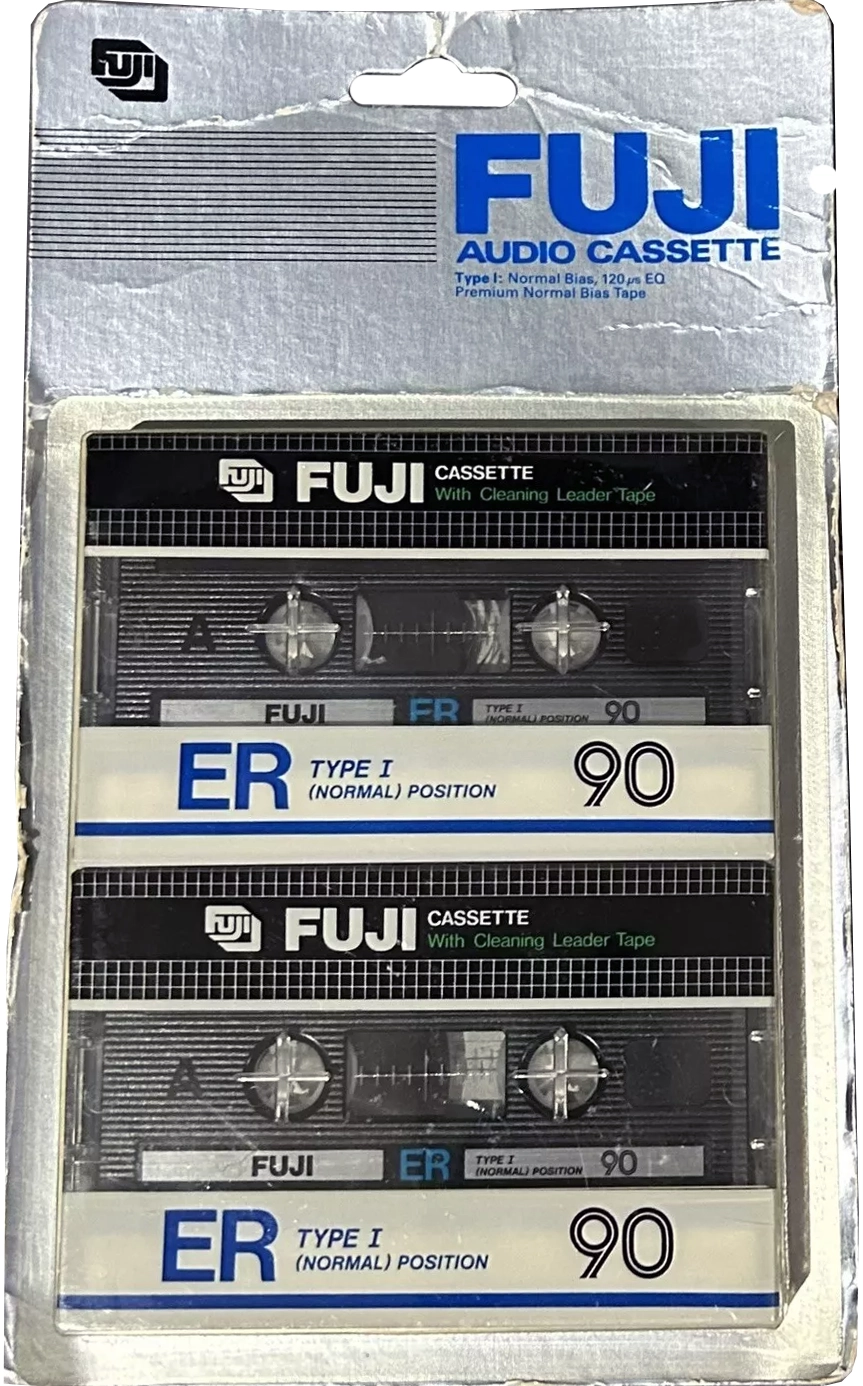 FUJI
FUJI
AUDIO CASSETTE
Type I: Normal Bias, 120 µs EQ
Premium Normal Bias Tape
FUJI FUJI CASSETTE
With Cleaning Leader Tape
A
FUJI ER TYPE I 90
(NORMAL) POSITION
ER TYPE I 90
(NORMAL) POSITION
FUJI FUJI CASSETTE
With Cleaning Leader Tape
A
FUJI ER TYPE I 90
(NORMAL) POSITION
ER TYPE I 90
(NORMAL) POSITION